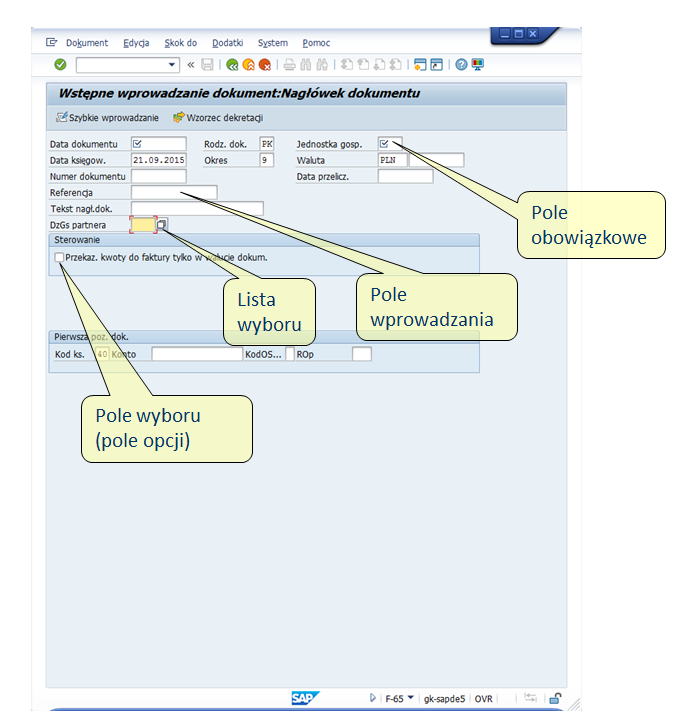 Dokument Edycja Skok do Dodatki System Pomoc
Wstępne wprowadzanie dokument:Nagłówek dokumentu
Szybkie wprowadzanie Wzorzec dekretacji
Data dokumentu Rodz. dok. PK Jednostka gosp.
Data księgow. 21.09.2015 Okres 9 Waluta PLN
Numer dokumentu Data przelicz.
Referencja
Tekst nagł.dok.
DzGs partnera
Sterowanie
Przekaz. kwoty do faktury tylko w walucie dokum.
Pierwsza poz. dok.
Kod ks. 40 Konto KodOS... ROp
Pole
obowiązkowe
Lista
wyboru
Pole
wprowadzania
Pole wyboru
(pole opcji)
SAP F-65 gk-sapde5 OVR